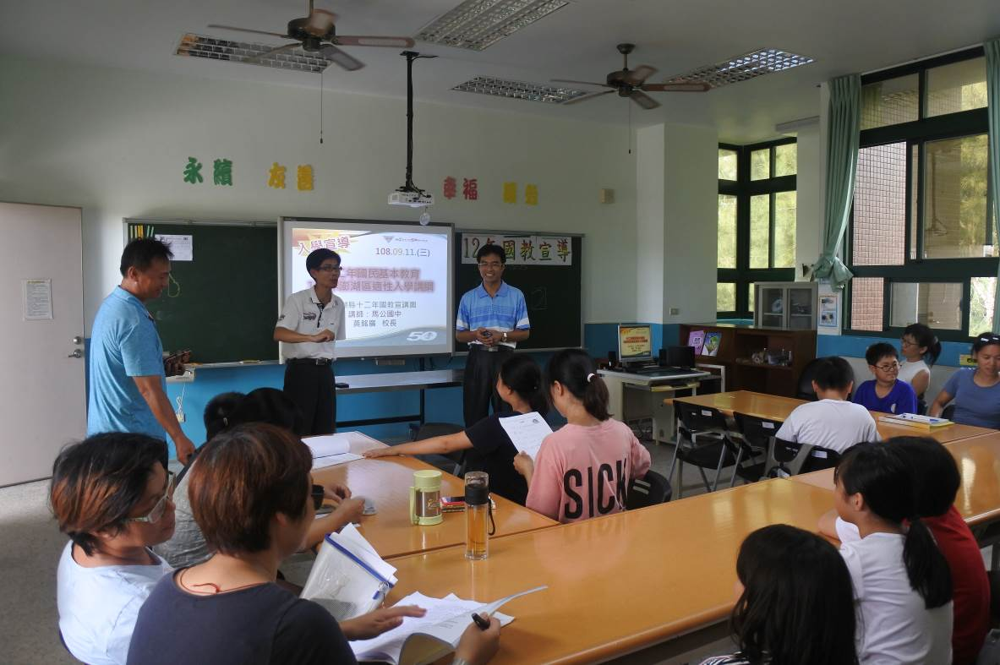 永續
友善
幸福
入學宣導
108.09.11.(三)
二年國民基本教育
澎湖區適性入學講綱
湖縣十二年國教宣講團
講師：馬公國中
黃銘廣 校長
50
12年國教宣導
SICK